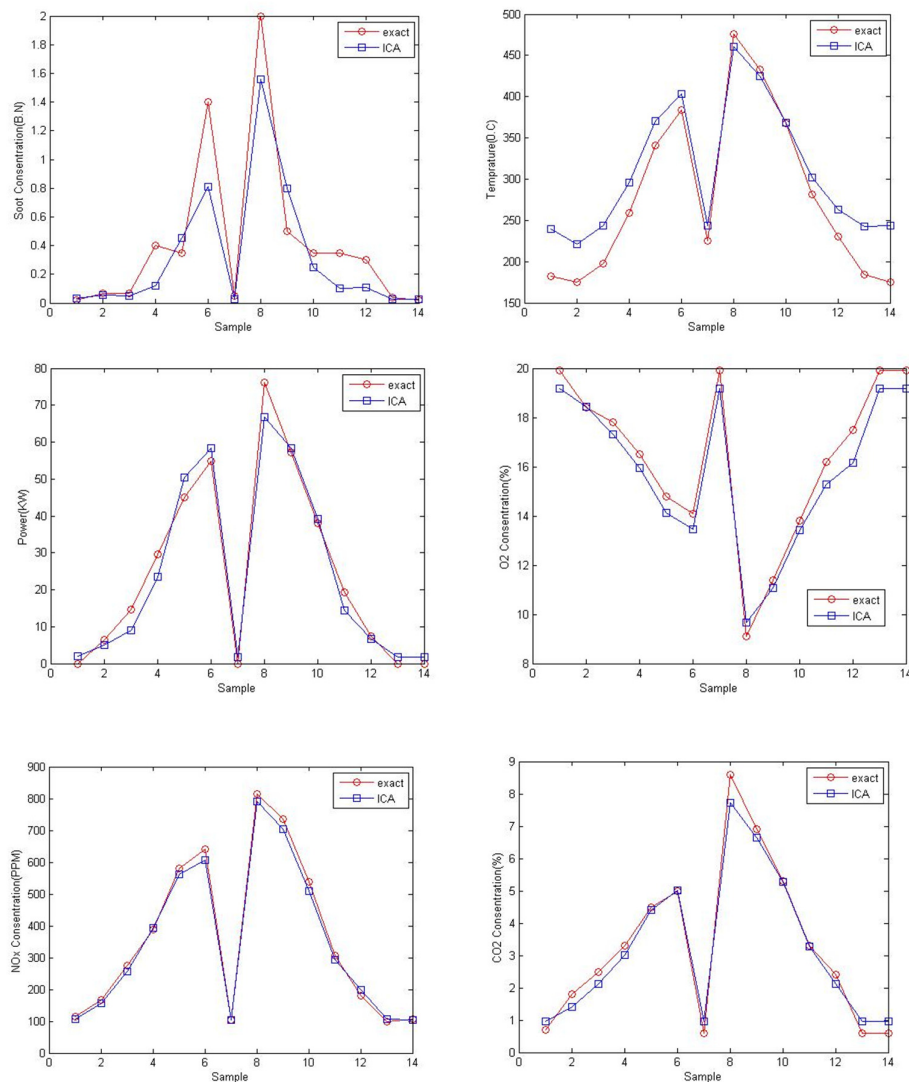 2
1.8
1.6
1.4
1.2
1
0.8
0.6
0.4
0.2
0
Soot Consentration(B.N)
0 2 4 6 8 10 12 14
Sample
exact
ICA
500
450
400
350
300
250
200
150
Temprature(0.C)
0 2 4 6 8 10 12 14
Sample
exact
ICA
80
70
60
50
40
30
20
10
0
Power(KW)
0 2 4 6 8 10 12 14
Sample
exact
ICA
20
18
16
14
12
10
8
O2 Consentration(%)
0 2 4 6 8 10 12 14
Sample
exact
ICA
900
800
700
600
500
400
300
200
100
0
NOx Concentration(PPM)
0 2 4 6 8 10 12 14
Sample
exact
ICA
9
8
7
6
5
4
3
2
1
0
CO2 Concentration(%)
0 2 4 6 8 10 12 14
Sample
exact
ICA